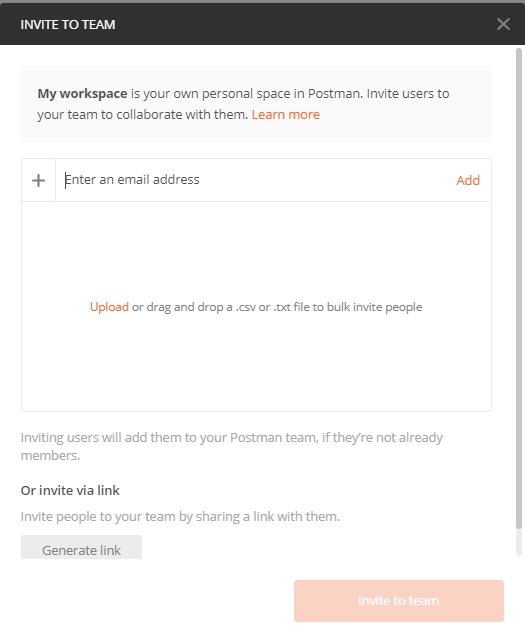 INVITE TO TEAM
My workspace is your own personal space in Postman. Invite users to
your team to collaborate with them. Learn more
Enter an email address
Add
Upload or drag and drop a .csv or .txt file to bulk invite people
Inviting users will add them to your Postman team, if they're not already
members.
Or invite via link
Invite people to your team by sharing a link with them.
Generate link
Invite to team